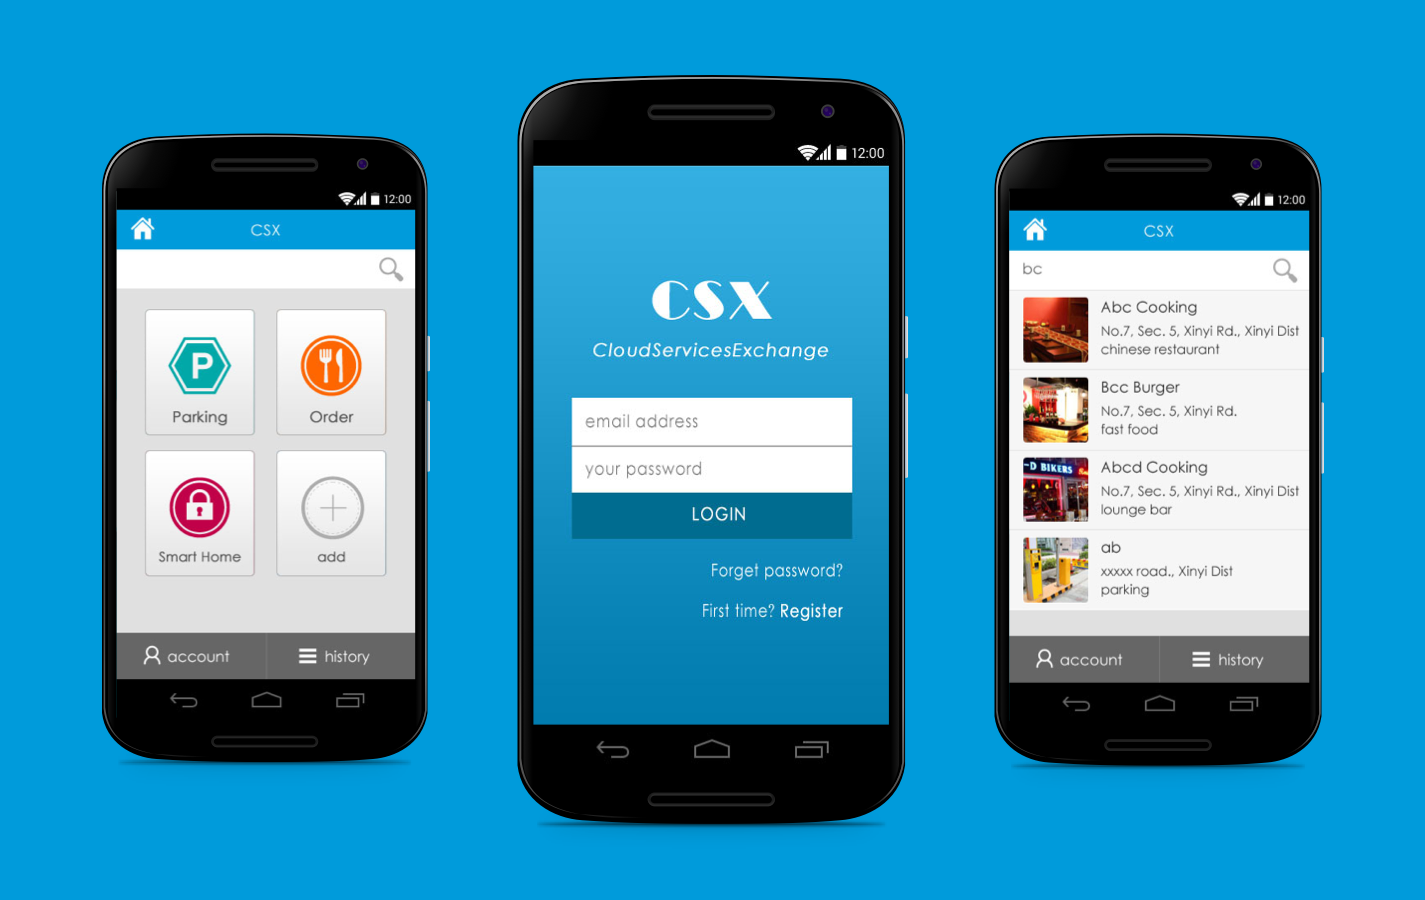 12:00
CSX
P
Parking
Order
Smart Home
add
account
history
12:00
CSX
CloudServicesExchange
email address
your password
LOGIN
Forget password?
First time? Register
12:00
CSX
bc
Abc Cooking
No.7, Sec. 5, Xinyi Rd., Xinyi Dist
chinese restaurant
Bcc Burger
No.7, Sec. 5, Xinyi Rd.
fast food
-D BIKERS
Abcd Cooking
No.7, Sec. 5, Xinyi Rd., Xinyi Dist
lounge bar
ab
xxxxx road., Xinyi Dist
parking
account
history